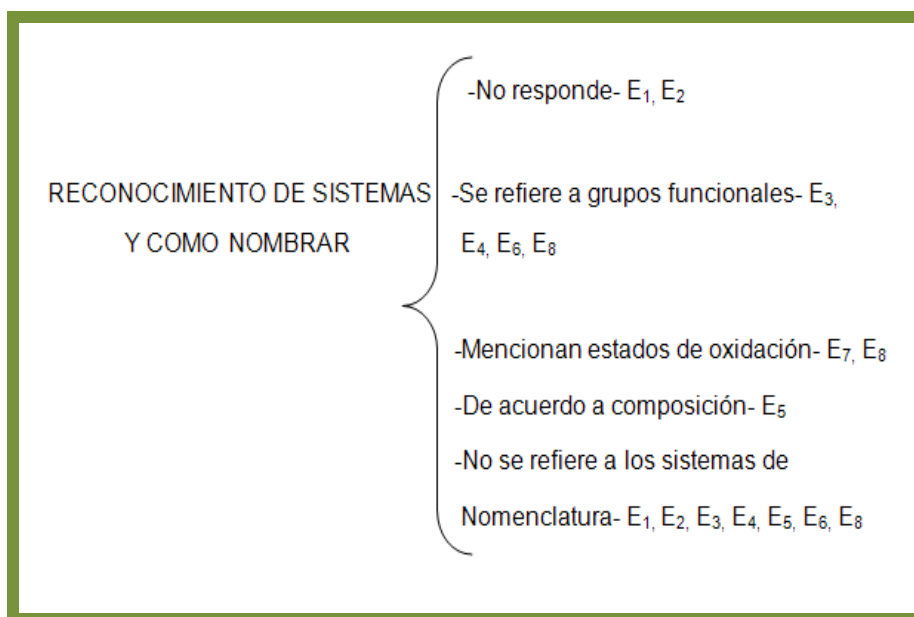 -No responde- E₁, E₂
RECONOCIMIENTO DE SISTEMAS
Y COMO NOMBRAR
-Se refiere a grupos funcionales- E₃,
E₄, E₆, E₈
-Mencionan estados de oxidación- E₇, E₈
-De acuerdo a composición- E₅
-No se refiere a los sistemas de
Nomenclatura- E₁, E₂, E₃, E₄, E₅, E₆, E₈